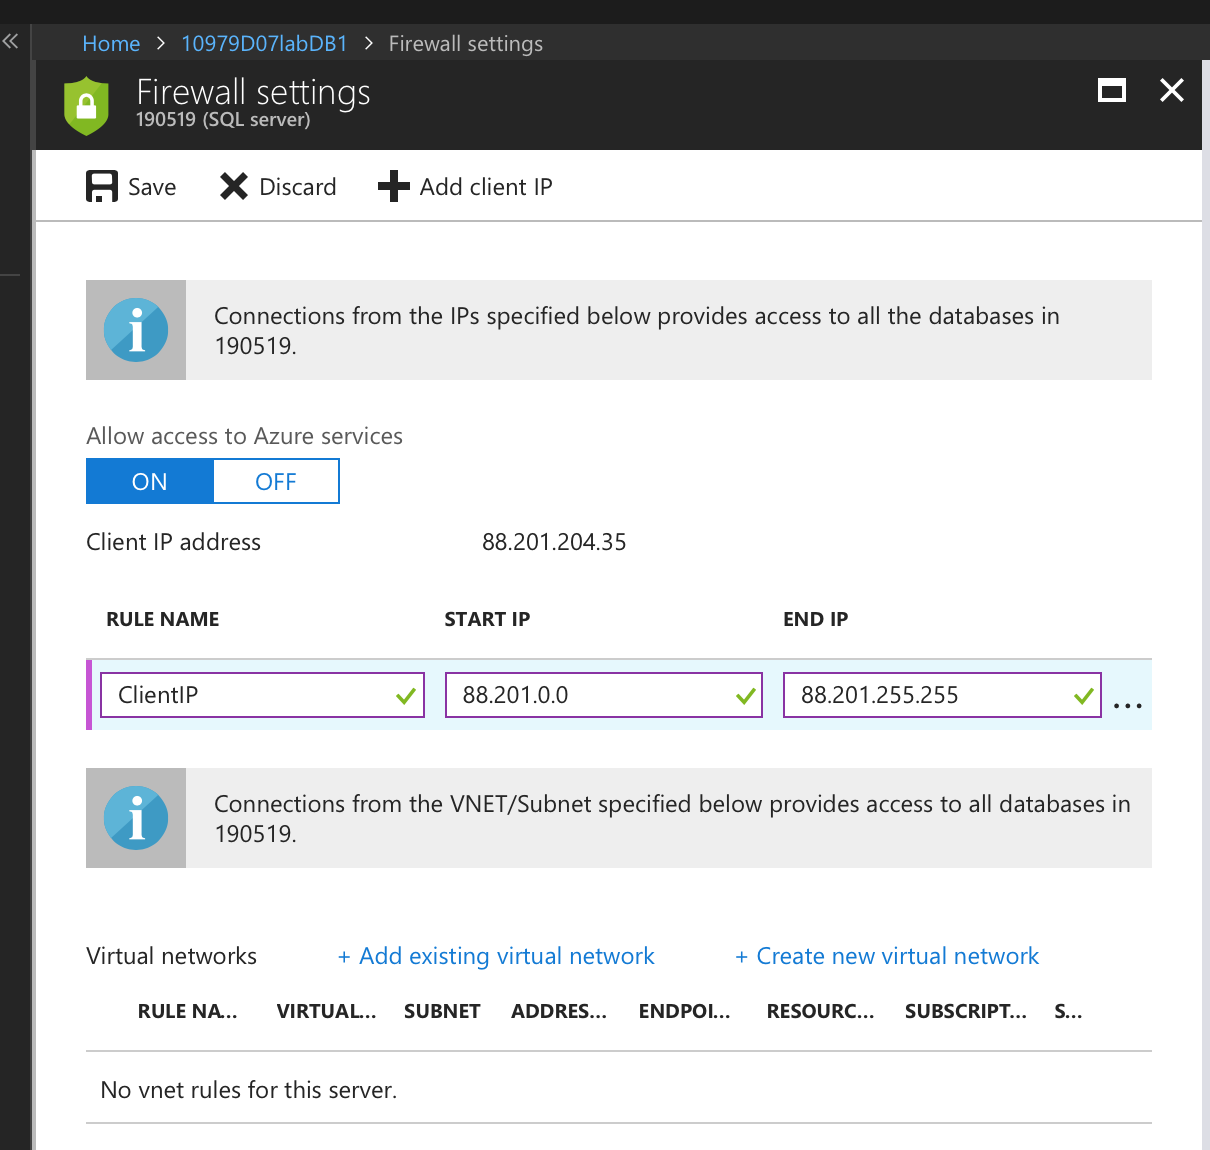 Home > 10979D07labDB1 > Firewall settings
Firewall settings
190519 (SQL server)
Save Discard Add client IP
Connections from the IPs specified below provides access to all the databases in
190519.
Allow access to Azure services
ON OFF
Client IP address 88.201.204.35
RULE NAME START IP END IP
ClientIP 88.201.0.0 88.201.255.255 ...
Connections from the VNET/Subnet specified below provides access to all databases in
190519.
Virtual networks + Add existing virtual network + Create new virtual network
RULE NA... VIRTUAL... SUBNET ADDRES... ENDPOI... RESOURC... SUBSCRIPT... S...
No vnet rules for this server.